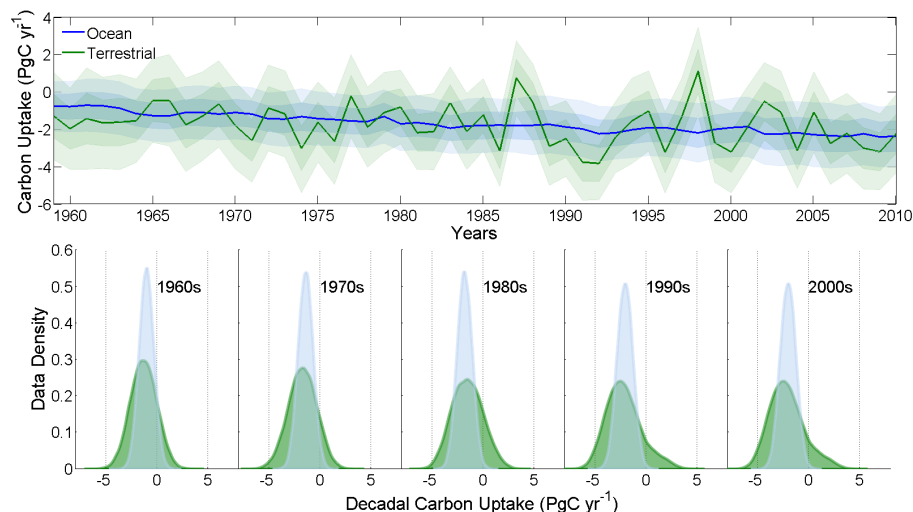 Carbon Uptake (PgC yr⁻¹)
4
2
0
-2
-4
-6
Ocean
Terrestrial
1960 1965 1970 1975 1980 1985 1990 1995 2000 2005 2010
Years
Data Density
0.6
0.5
0.4
0.3
0.2
0.1
0
1960s 1970s 1980s 1990s 2000s
-5 0 5 -5 0 5 -5 0 5 -5 0 5 -5 0 5
Decadal Carbon Uptake (PgC yr⁻¹)